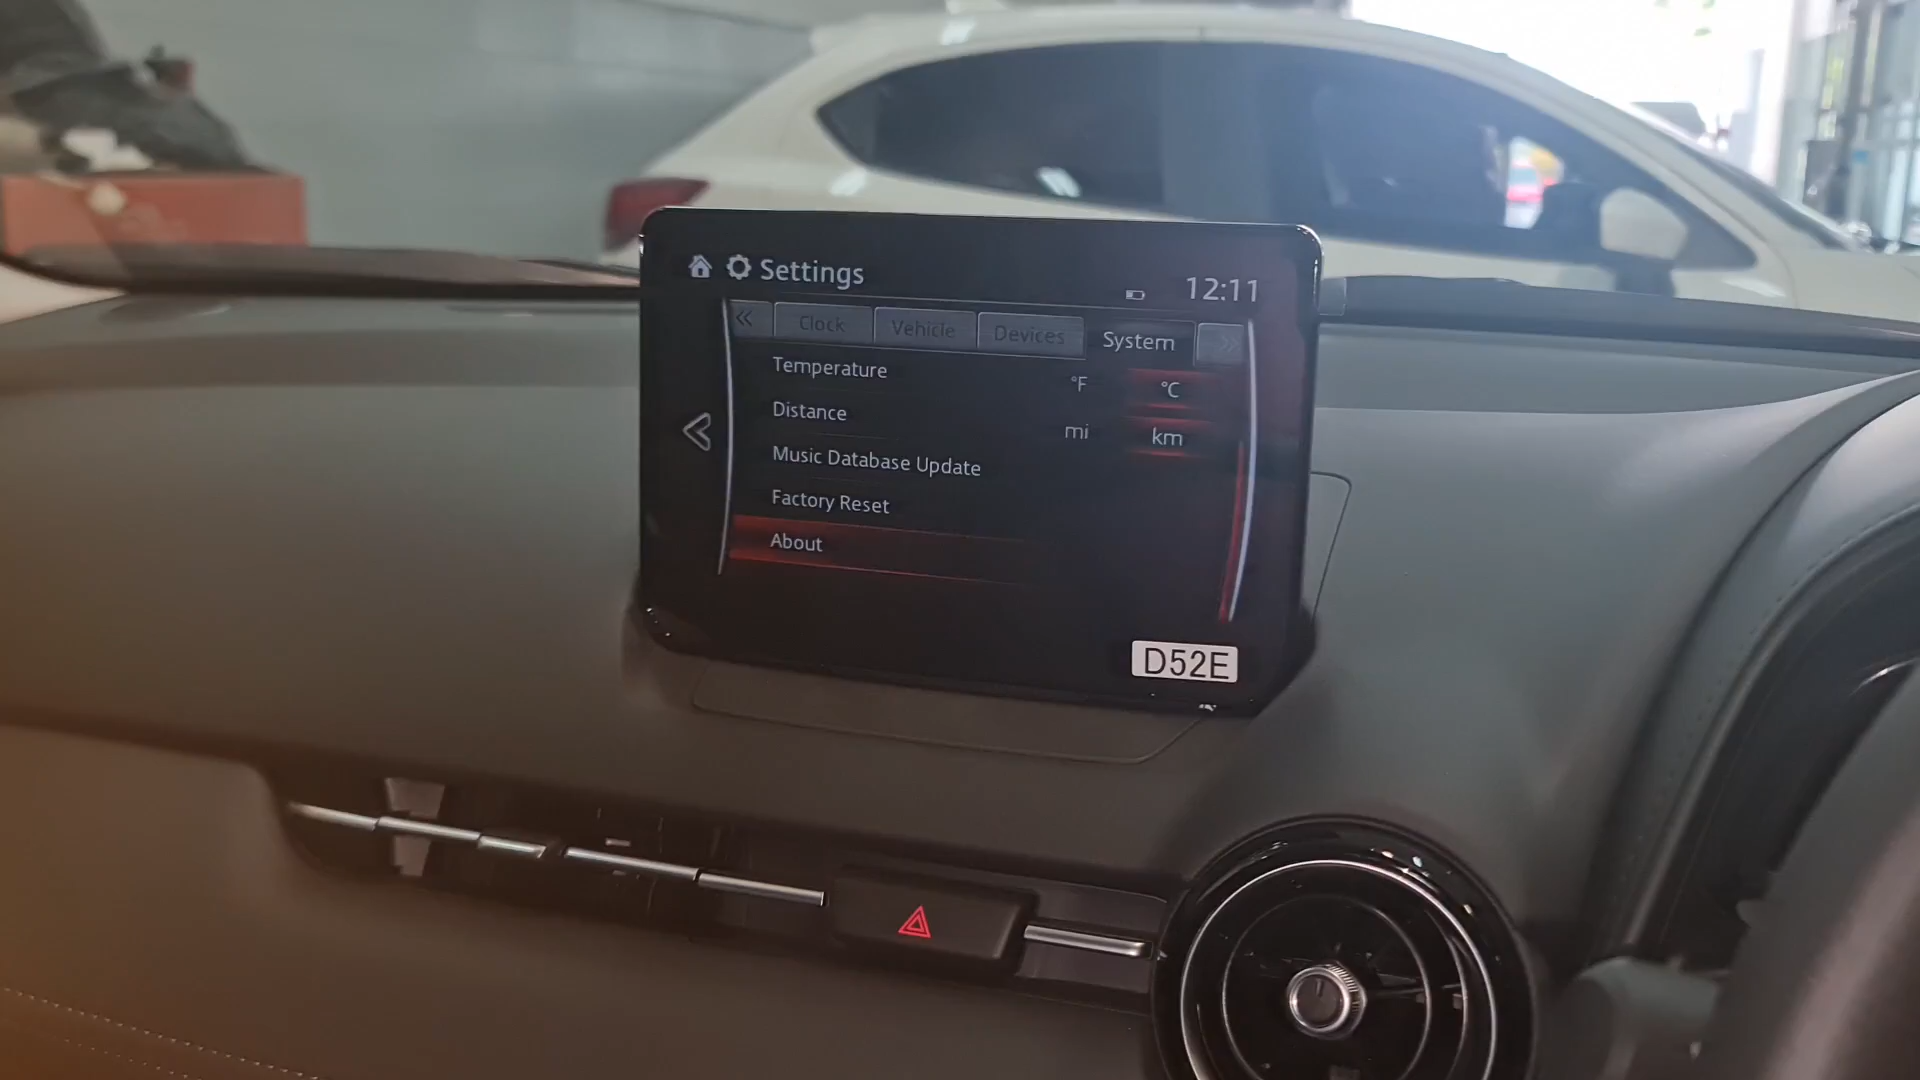 Settings
12:11
Clock Vehicle Devices System
Temperature °F °C
Distance mi km
Music Database Update
Factory Reset
About
D52E